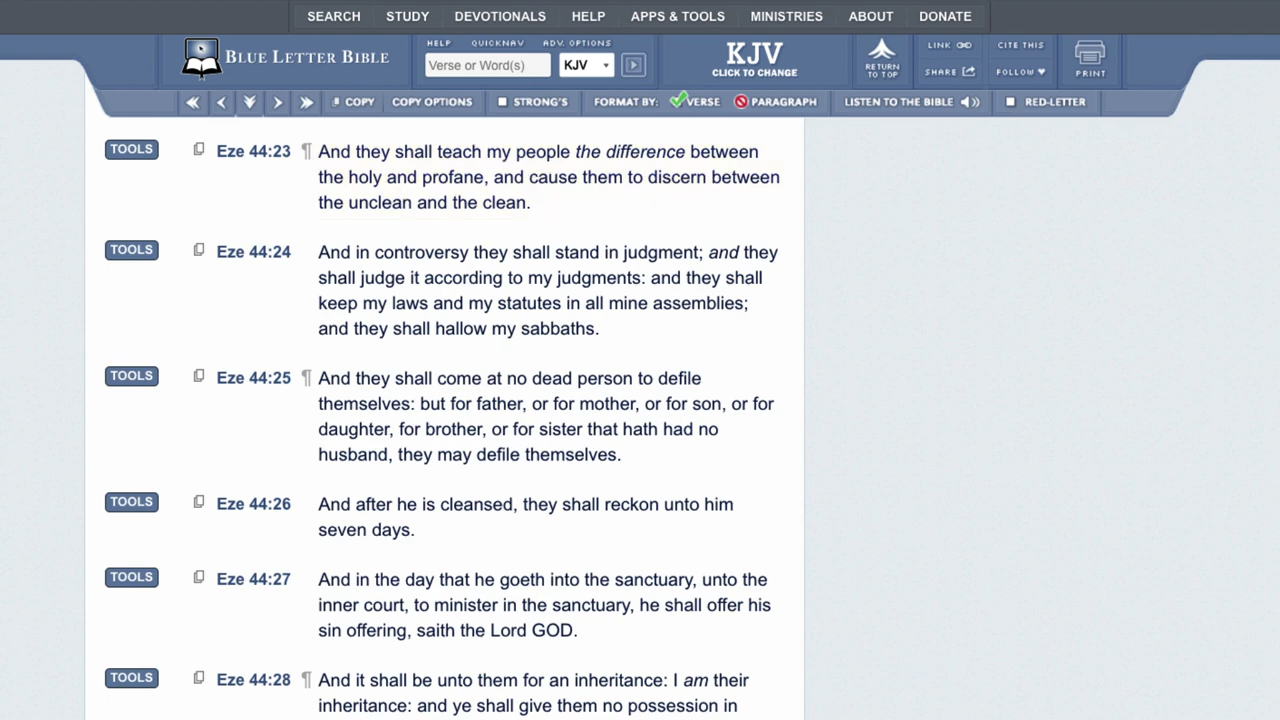 SEARCH STUDY DEVOTIONALS HELP APPS & TOOLS MINISTRIES ABOUT DONATE
BLUE LETTER BIBLE
HELP QUICKNAV ADV. OPTIONS
Verse or Word(s) KJV
KJV
CLICK TO CHANGE
RETURN
TO TOP
LINK CITE THIS
SHARE FOLLOW
PRINT
COPY COPY OPTIONS STRONG'S FORMAT BY: VERSE PARAGRAPH LISTEN TO THE BIBLE RED-LETTER
TOOLS Eze 44:23 ¶ And they shall teach my people the difference between
the holy and profane, and cause them to discern between
the unclean and the clean.
TOOLS Eze 44:24 And in controversy they shall stand in judgment; and they
shall judge it according to my judgments: and they shall
keep my laws and my statutes in all mine assemblies;
and they shall hallow my sabbaths.
TOOLS Eze 44:25 ¶ And they shall come at no dead person to defile
themselves: but for father, or for mother, or for son, or for
daughter, for brother, or for sister that hath had no
husband, they may defile themselves.
TOOLS Eze 44:26 And after he is cleansed, they shall reckon unto him
seven days.
TOOLS Eze 44:27 And in the day that he goeth into the sanctuary, unto the
inner court, to minister in the sanctuary, he shall offer his
sin offering, saith the Lord GOD.
TOOLS Eze 44:28 ¶ And it shall be unto them for an inheritance: I am their
inheritance: and ye shall give them no possession in